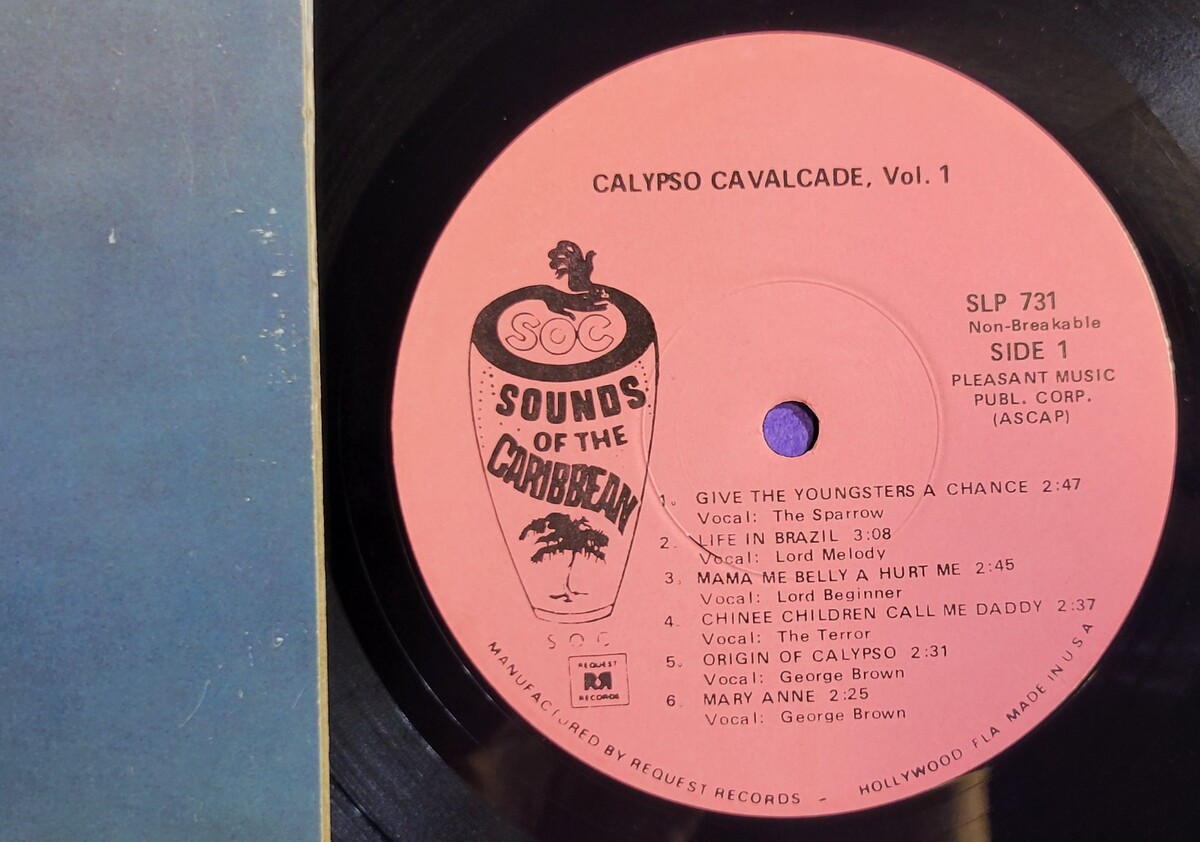 CALYPSO CAVALCADE, Vol. 1
SOC
SOUNDS
OF THE
CARIBBEAN
SOC
REQUEST
RR
RECORDS
SLP 731
Non-Breakable
SIDE 1
PLEASANT MUSIC
PUBL. CORP.
(ASCAP)
1. GIVE THE YOUNGSTERS A CHANCE 2:47
Vocal: The Sparrow
2. LIFE IN BRAZIL 3:08
Vocal: Lord Melody
3. MAMA ME BELLY A HURT ME 2:45
Vocal: Lord Beginner
4. CHINEE CHILDREN CALL ME DADDY 2:37
Vocal: The Terror
5. ORIGIN OF CALYPSO 2:31
Vocal: George Brown
6. MARY ANNE 2:25
Vocal: George Brown
MANUFACTURED BY REQUEST RECORDS - HOLLYWOOD FLA MADE IN USA